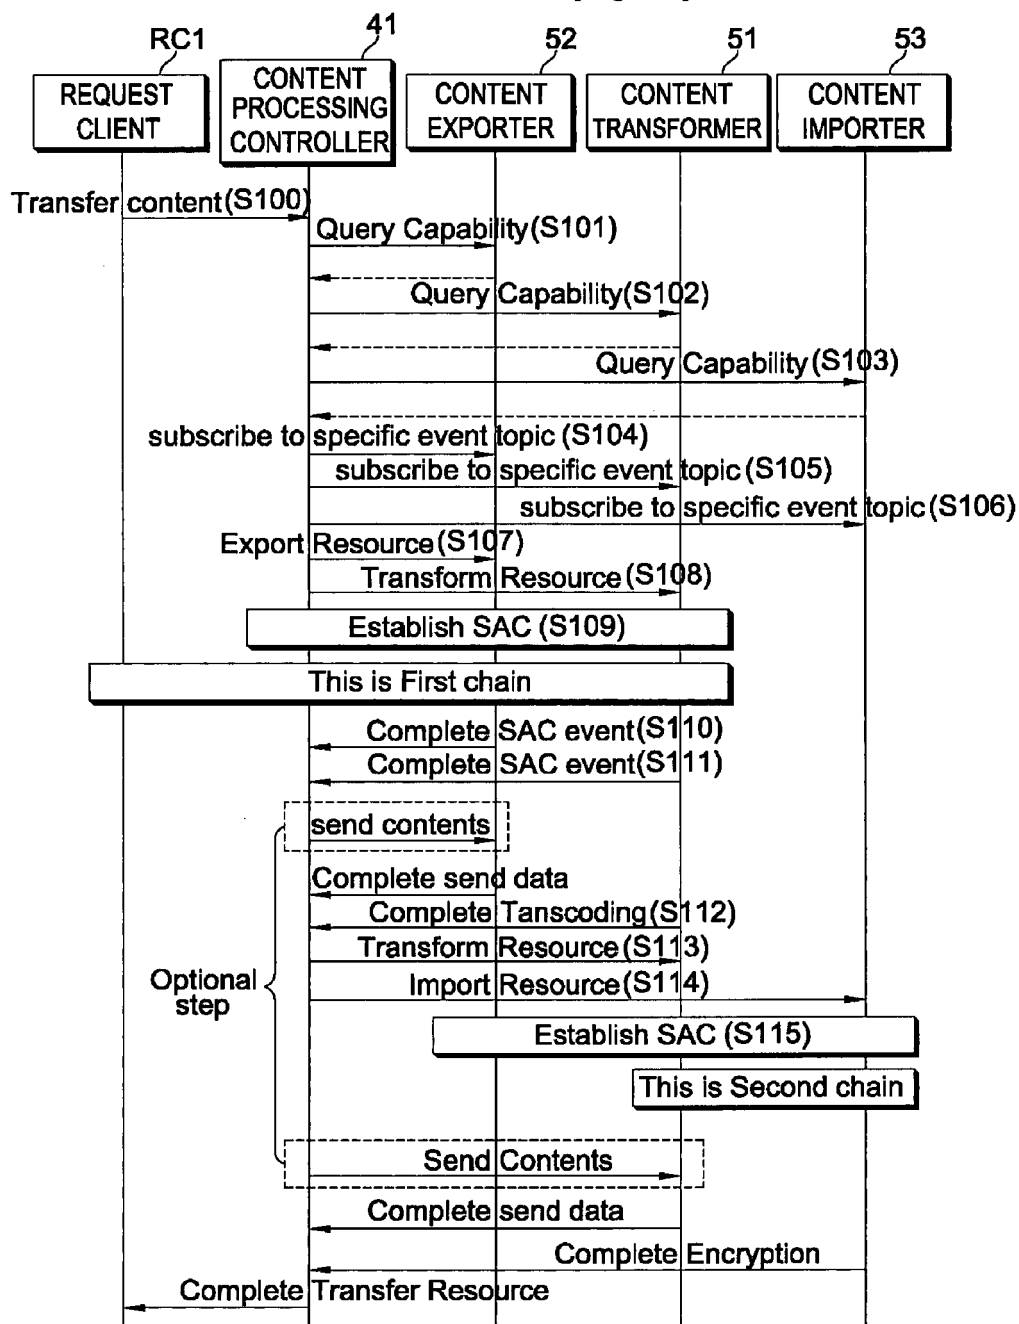 RC1
41
52
51
53
REQUEST
CLIENT
CONTENT
PROCESSING
CONTROLLER
CONTENT
EXPORTER
CONTENT
TRANSFORMER
CONTENT
IMPORTER
Transfer content(S100)
Query Capability(S101)
Query Capability(S102)
Query Capability(S103)
subscribe to specific event topic (S104)
subscribe to specific event topic (S105)
subscribe to specific event topic (S106)
Export Resource(S107)
Transform Resource(S108)
Establish SAC (S109)
This is First chain
Complete SAC event(S110)
Complete SAC event(S111)
send contents
Complete send data
Complete Tanscoding(S112)
Transform Resource(S113)
Import Resource(S114)
Optional
step
Establish SAC (S115)
This is Second chain
Send Contents
Complete send data
Complete Encryption
Complete Transfer Resource